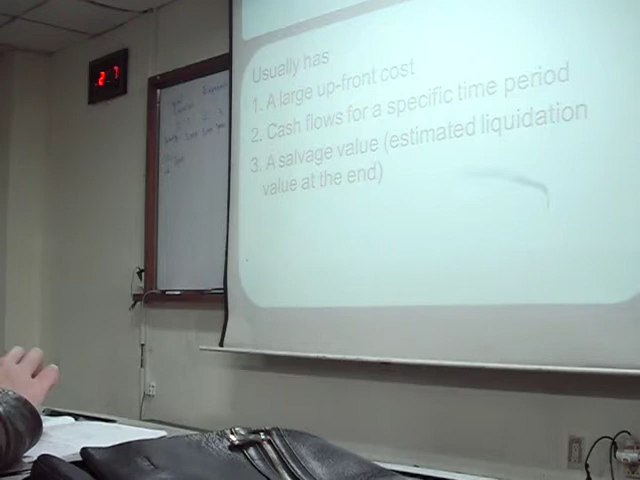 Usually has
1. A large up-front cost
2. Cash flows for a specific time period
3. A salvage value (estimated liquidation
value at the end)